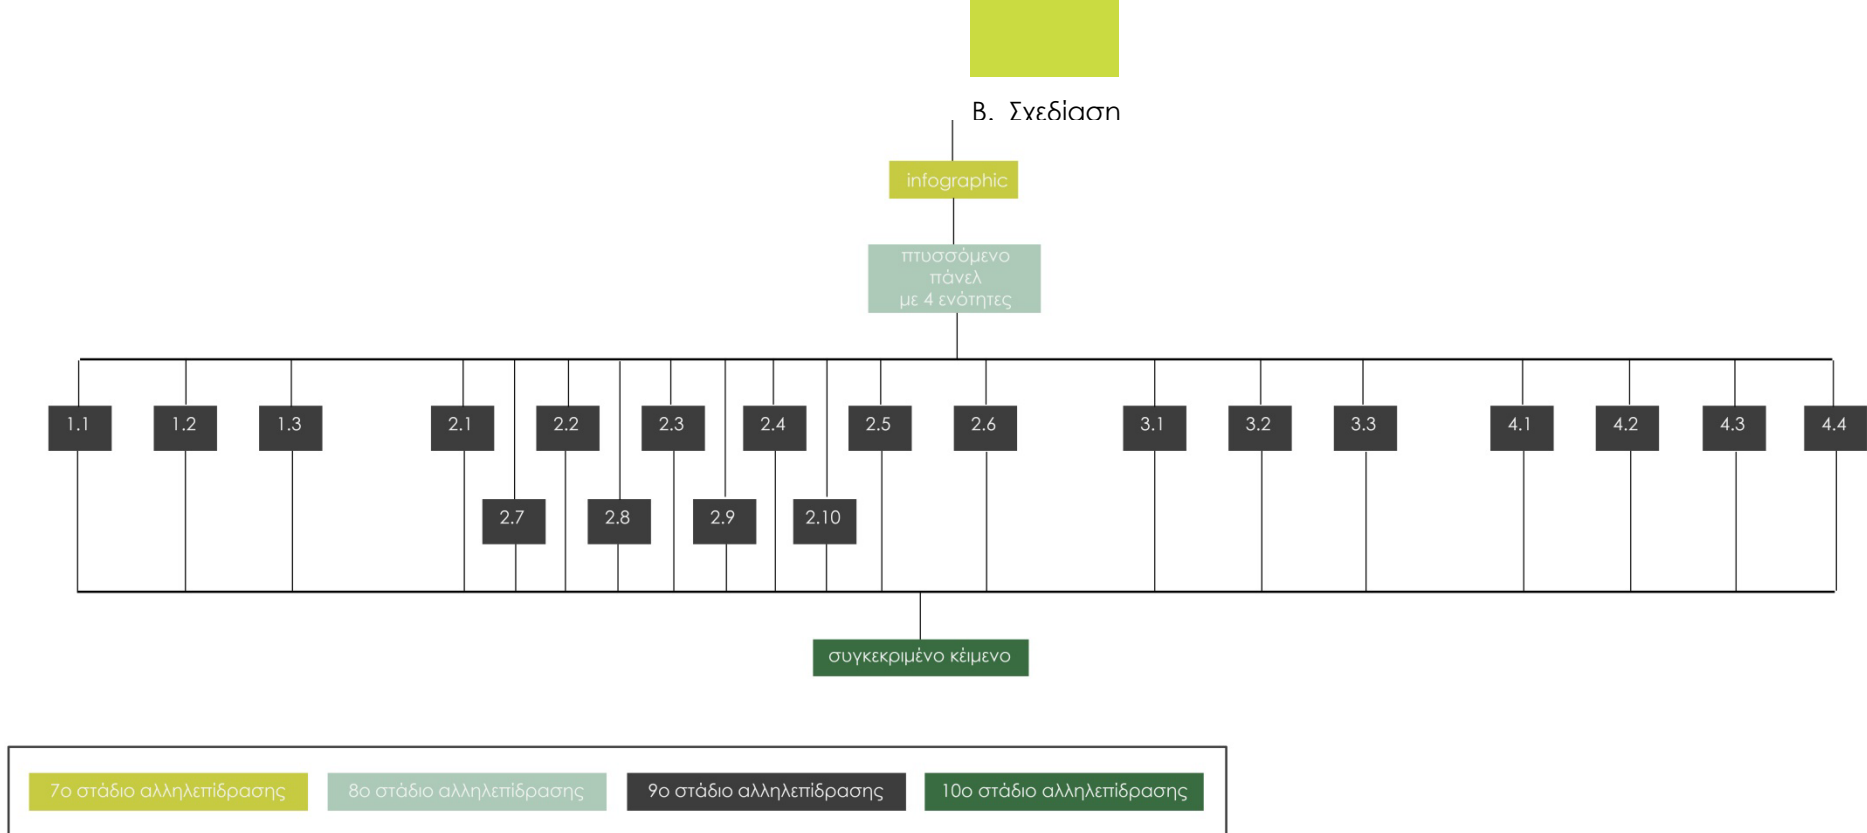 Β. Σχεδίαση
infographic
πτυσσόμενο
πάνελ
με 4 ενότητες
1.1 1.2 1.3 2.1 2.2 2.3 2.4 2.5 2.6 3.1 3.2 3.3 4.1 4.2 4.3 4.4
2.7 2.8 2.9 2.10
συγκεκριμένο κέιμενο
7ο στάδιο αλληλεπίδρασης 8ο στάδιο αλληλεπίδρασης 9ο στάδιο αλληλεπίδρασης 10ο στάδιο αλληλεπίδρασης